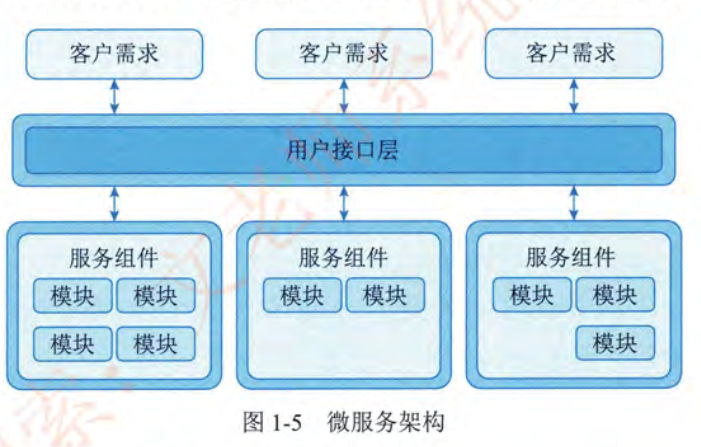 客户需求 客户需求 客户需求
用户接口层
服务组件 服务组件 服务组件
模块 模块 模块 模块 模块 模块
模块 模块 模块
图 1-5 微服务架构